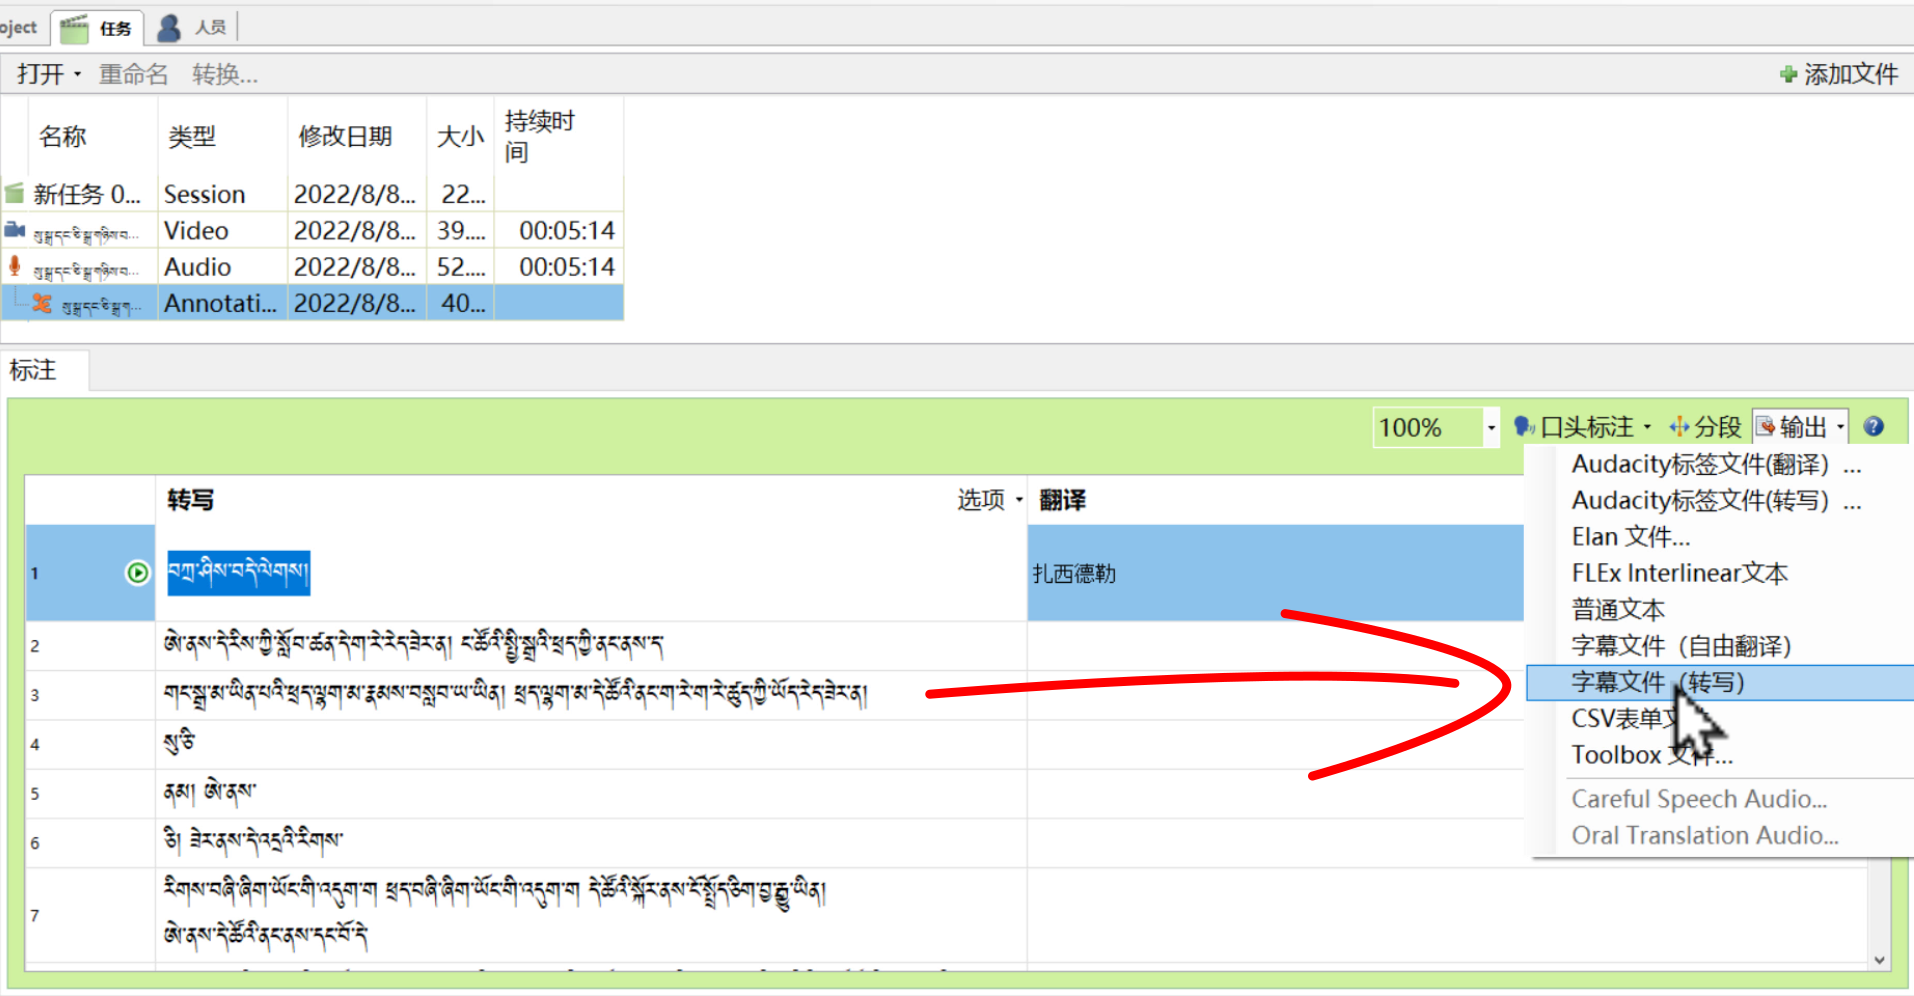 oject 任务 人员
打开 重命名 转换... 添加文件
名称 类型 修改日期 大小 持续时间
新任务 0... Session 2022/8/8... 22...
Video 2022/8/8... 39.... 00:05:14
Audio 2022/8/8... 52.... 00:05:14
Annotati... 2022/8/8... 40...
标注
100% 口头标注 分段 输出
转写 选项 翻译
1 བཀྲ་ཤིས་བདེ་ལེགས། 扎西德勒
2 ཨེ་ནས་དེ་རིས་ཀྱི་སློབ་ཚན་དེ་ག་རེ་རེད་ཟེར་ན། ང་ཚོའི་སྤྱི་སྒྲའི་ཕྲད་ཀྱི་ནང་ནས་ད་
3 གང་སྒྲ་མ་ཡིན་པའི་ཕྲད་ལྷག་མ་རྣམས་བསླབ་ཡ་ཡིན། ཕྲད་ལྷག་མ་དེ་ཚོའི་ནང་ག་རེ་ག་རེ་ཚུད་ཀྱི་ཡོད་རེད་ཟེར་ན།
4 སུ་ཅི་
5 ནམ། ཨེ་ནས་
6 ཅི། ཟེར་ནས་དེ་འདྲའི་རིགས་
7 རིགས་བཞི་ཞིག་ཡོང་གི་འདུག་ག ཕྲད་བཞི་ཞིག་ཡོང་གི་འདུག་ག དེ་ཚོའི་སྐོར་ནས་ངོ་སྤྲོད་ཅིག་བྱ་རྒྱུ་ཡིན།
ཨེ་ནས་དེ་ཚོའི་ནང་ནས་དང་པོ་དེ་
Audacity标签文件(翻译) ...
Audacity标签文件(转写) ...
Elan 文件...
FLEx Interlinear文本
普通文本
字幕文件（自由翻译）
字幕文件（转写）
CSV表单文
Toolbox 文件...
Careful Speech Audio...
Oral Translation Audio...